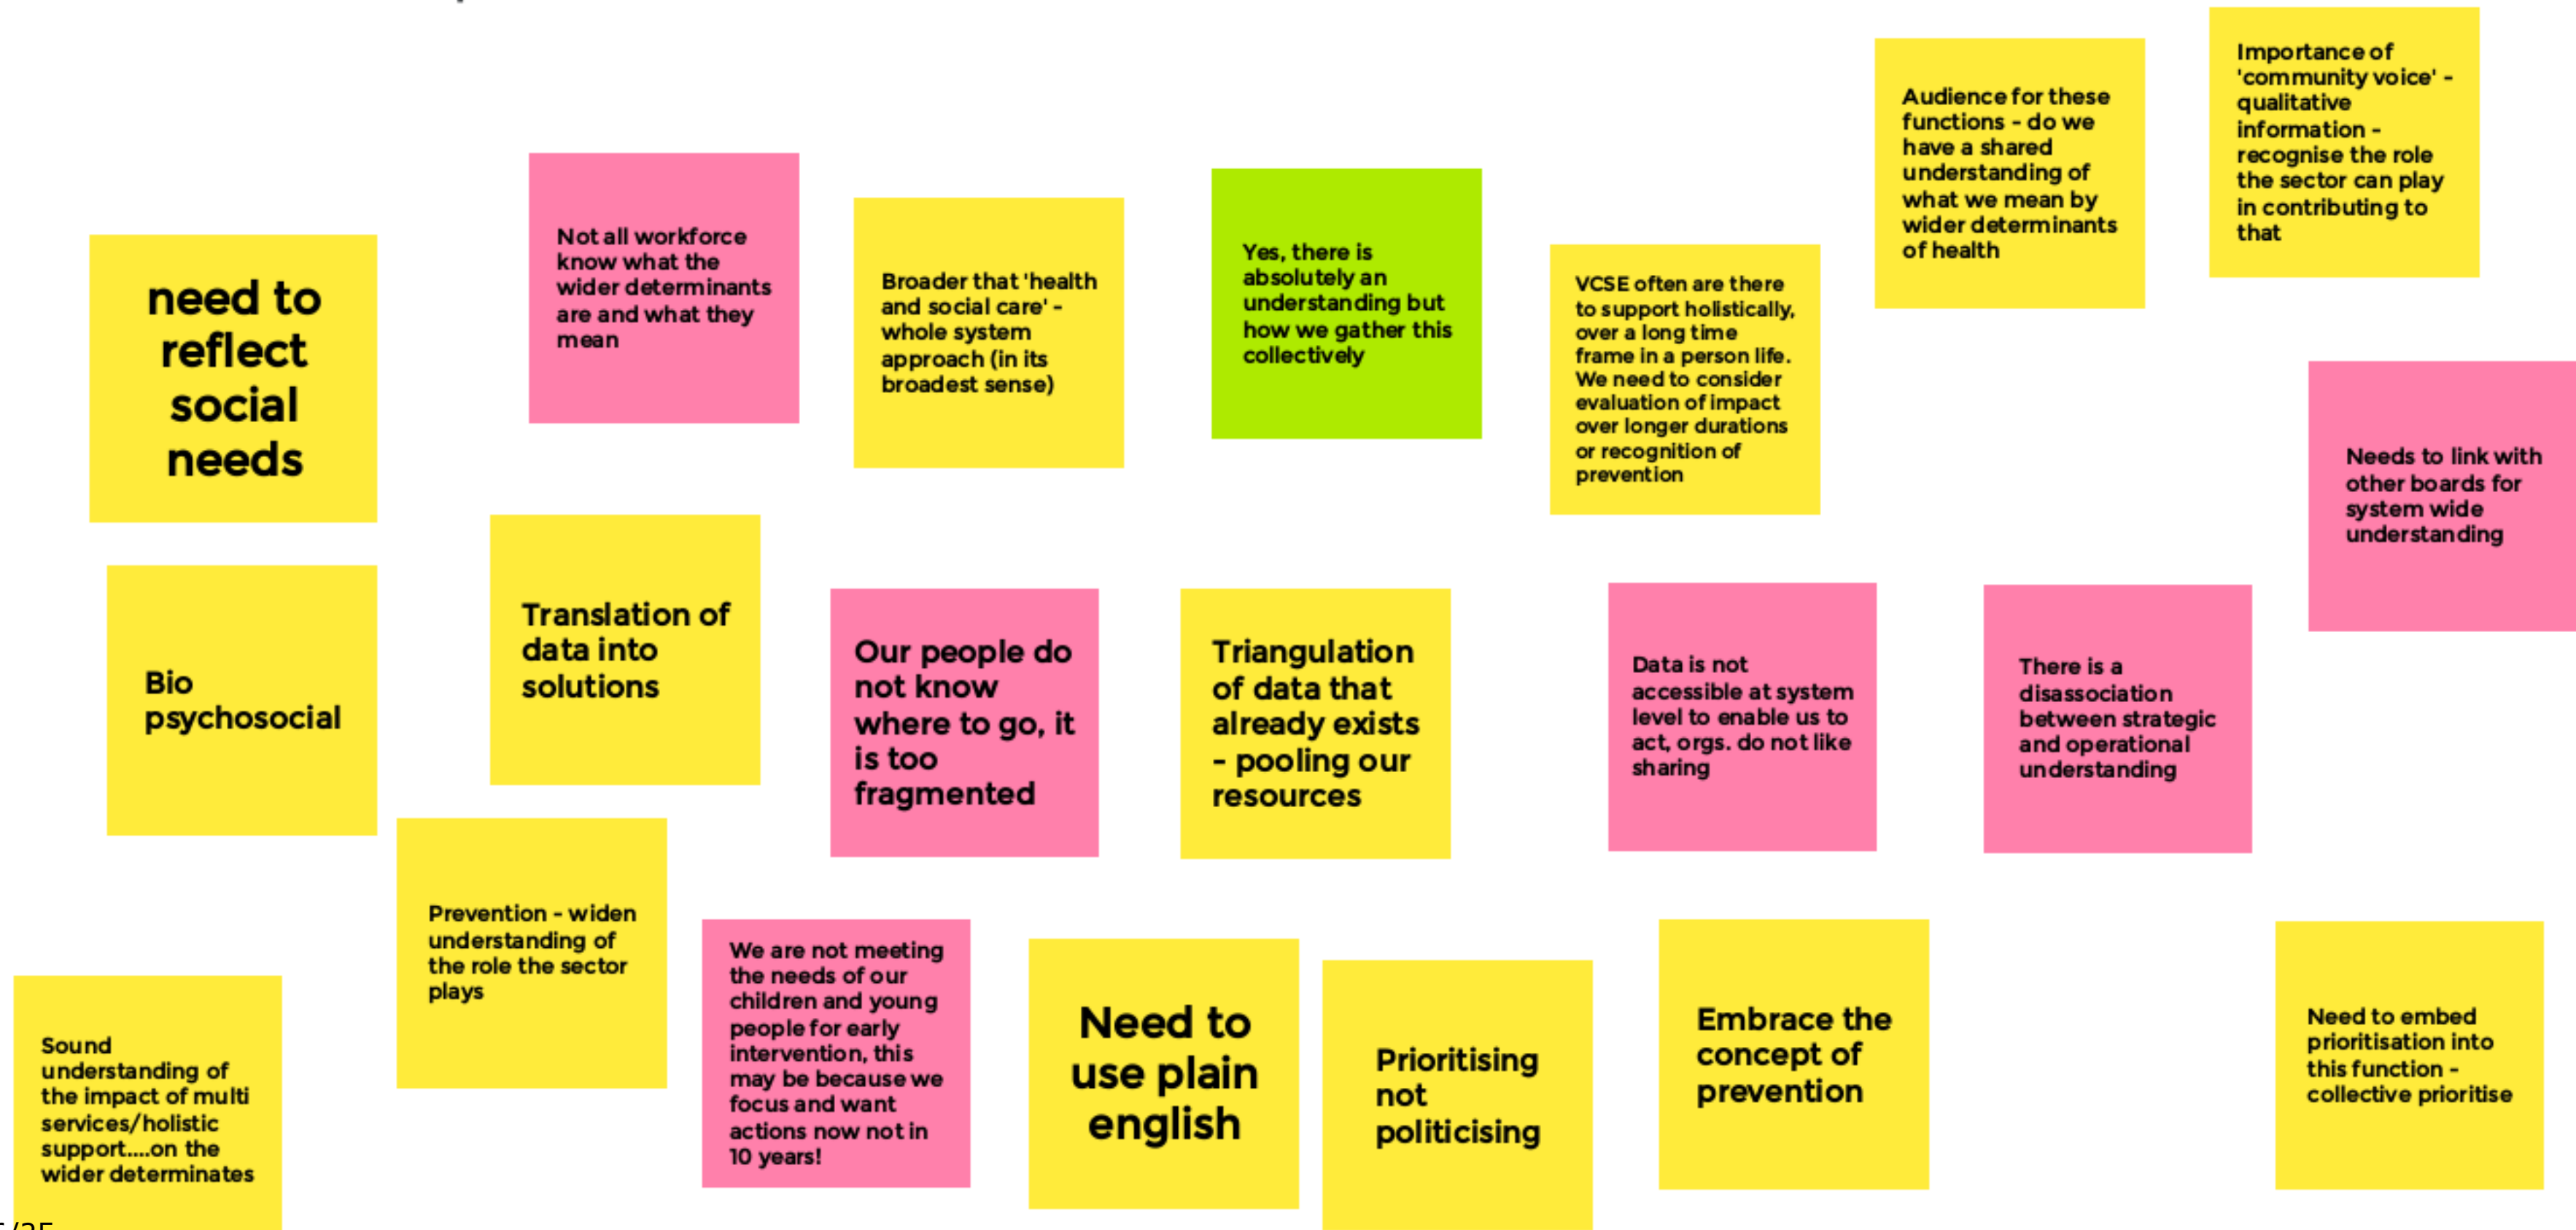 need to
reflect
social
needs
Not all workforce
know what the
wider determinants
are and what they
mean
Broader that 'health
and social care' -
whole system
approach (in its
broadest sense)
Yes, there is
absolutely an
understanding but
how we gather this
collectively
VCSE often are there
to support holistically,
over a long time
frame in a person life.
We need to consider
evaluation of impact
over longer durations
or recognition of
prevention
Audience for these
functions - do we
have a shared
understanding of
what we mean by
wider determinants
of health
Importance of
'community voice' -
qualitative
information -
recognise the role
the sector can play
in contributing to
that
Needs to link with
other boards for
system wide
understanding
Bio
psychosocial
Translation of
data into
solutions
Our people do
not know
where to go, it
is too
fragmented
Triangulation
of data that
already exists
- pooling our
resources
Data is not
accessible at system
level to enable us to
act, orgs. do not like
sharing
There is a
disassociation
between strategic
and operational
understanding
Sound
understanding of
the impact of multi
services/holistic
support....on the
wider determinates
Prevention - widen
understanding of
the role the sector
plays
We are not meeting
the needs of our
children and young
people for early
intervention, this
may be because we
focus and want
actions now not in
10 years!
Need to
use plain
english
Prioritising
not
politicising
Embrace the
concept of
prevention
Need to embed
prioritisation into
this function -
collective prioritise